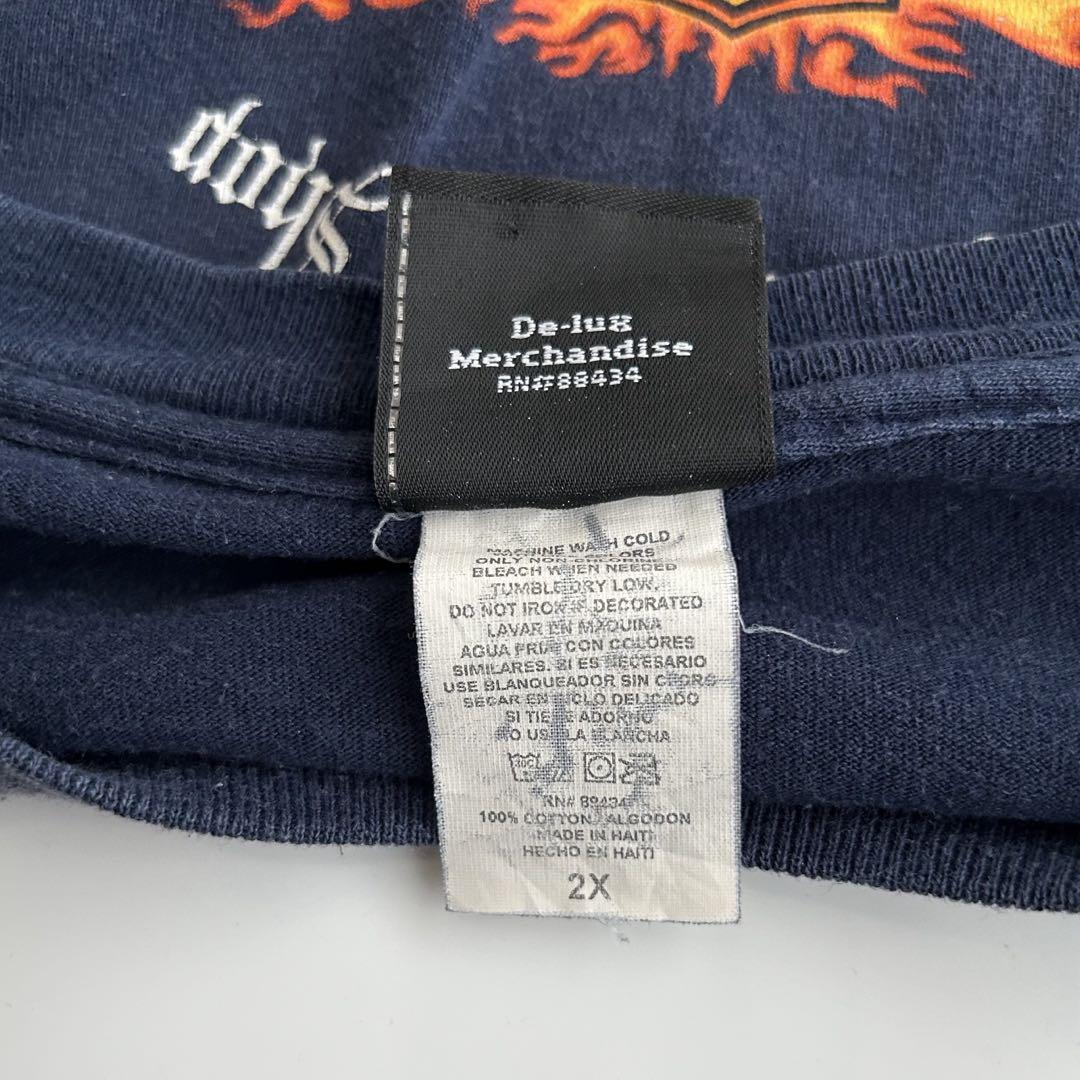 De-lux
Merchandise
RN#88434
MACHINE WASH COLD
ONLY NON-CHLORINE
BLEACH WHEN NEEDED
TUMBLE DRY LOW.
DO NOT IRON IF DECORATED
LAVAR EN MAQUINA
AGUA FRIA CON COLORES
SIMILARES. SI ES NECESARIO
USE BLANQUEADOR SIN CLORO
SECAR EN CICLO DELICADO
SI TIENE ADORNO
NO USE LA PLANCHA
RN# 88434
100% COTTON/ALGODON
MADE IN HAITI
HECHO EN HAITI
2X